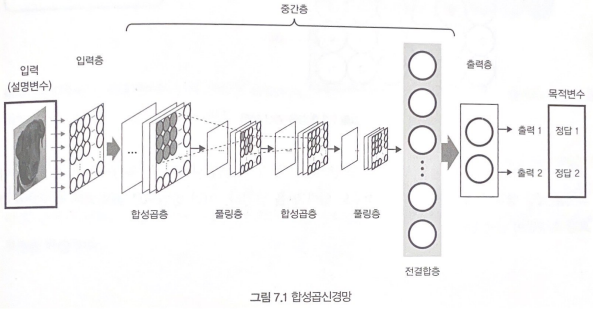 중간층
입력
(설명변수)
입력층
출력층
목적변수
출력 1
정답 1
출력 2
정답 2
합성곱층
풀링층
합성곱층
풀링층
전결합층
그림 7.1 합성곱신경망